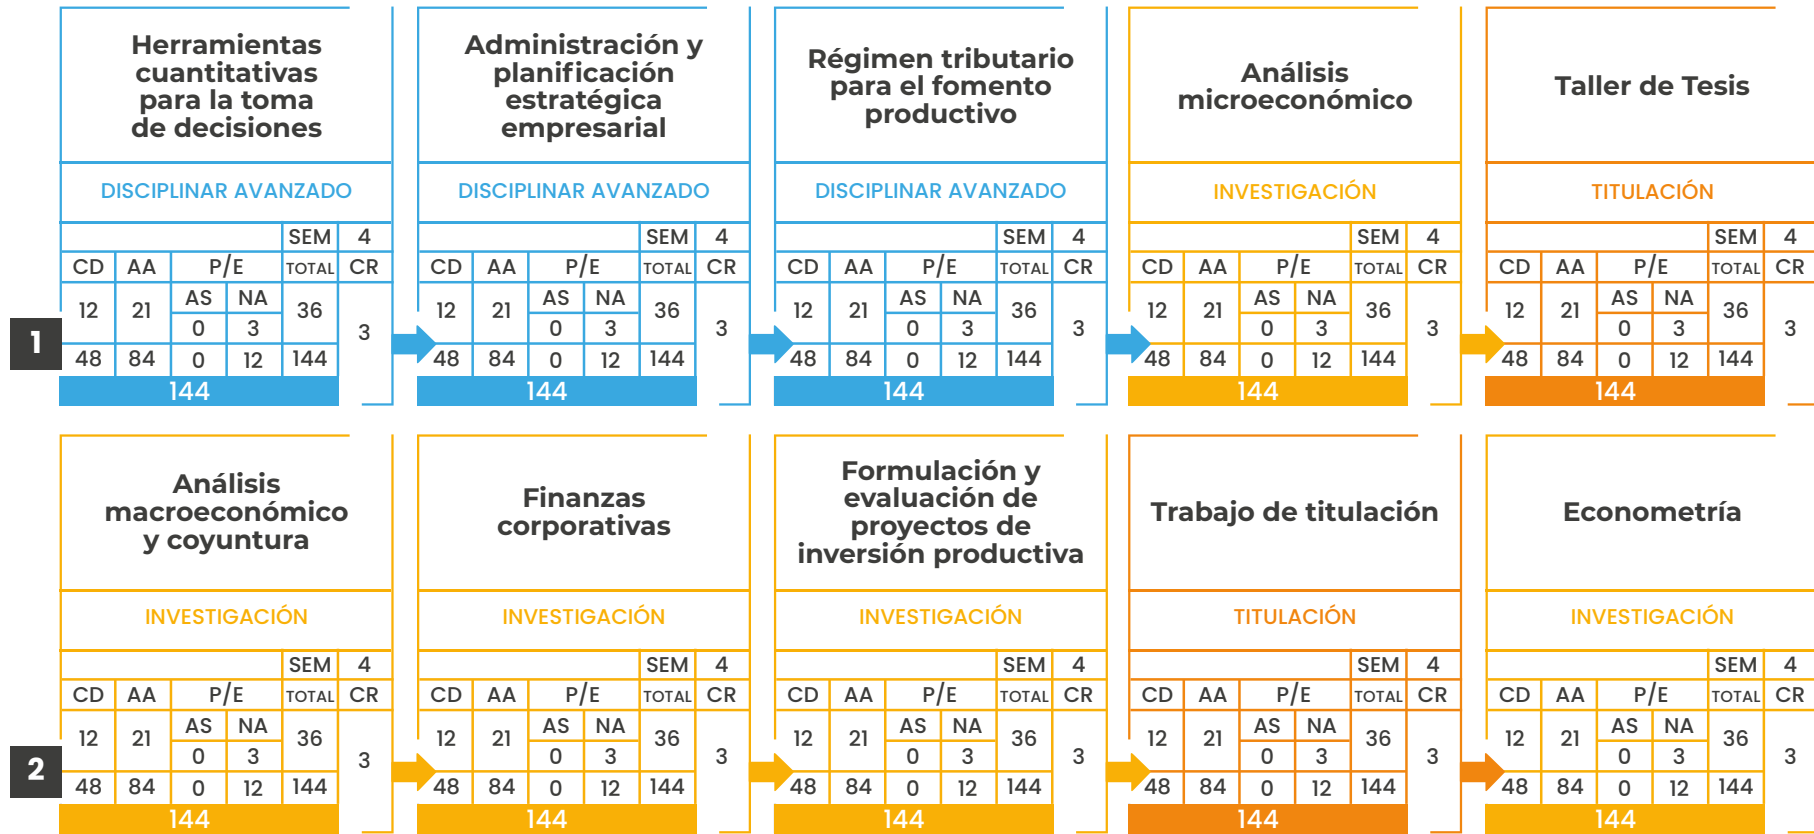 Herramientas
cuantitativas
para la toma
de decisiones
DISCIPLINAR AVANZADO
SEM 4
CD AA P/E TOTAL CR
12 21 AS NA 36 3
0 3
48 84 0 12 144
144
Administración y
planificación
estratégica
empresarial
DISCIPLINAR AVANZADO
SEM 4
CD AA P/E TOTAL CR
12 21 AS NA 36 3
0 3
48 84 0 12 144
144
Régimen tributario
para el fomento
productivo
DISCIPLINAR AVANZADO
SEM 4
CD AA P/E TOTAL CR
12 21 AS NA 36 3
0 3
48 84 0 12 144
144
Análisis
microeconómico
INVESTIGACIÓN
SEM 4
CD AA P/E TOTAL CR
12 21 AS NA 36 3
0 3
48 84 0 12 144
144
Taller de Tesis
TITULACIÓN
SEM 4
CD AA P/E TOTAL CR
12 21 AS NA 36 3
0 3
48 84 0 12 144
144
1
Análisis
macroeconómico
y coyuntura
INVESTIGACIÓN
SEM 4
CD AA P/E TOTAL CR
12 21 AS NA 36 3
0 3
48 84 0 12 144
144
Finanzas
corporativas
INVESTIGACIÓN
SEM 4
CD AA P/E TOTAL CR
12 21 AS NA 36 3
0 3
48 84 0 12 144
144
Formulación y
evaluación de
proyectos de
inversión productiva
INVESTIGACIÓN
SEM 4
CD AA P/E TOTAL CR
12 21 AS NA 36 3
0 3
48 84 0 12 144
144
Trabajo de titulación
TITULACIÓN
SEM 4
CD AA P/E TOTAL CR
12 21 AS NA 36 3
0 3
48 84 0 12 144
144
Econometría
INVESTIGACIÓN
SEM 4
CD AA P/E TOTAL CR
12 21 AS NA 36 3
0 3
48 84 0 12 144
144
2